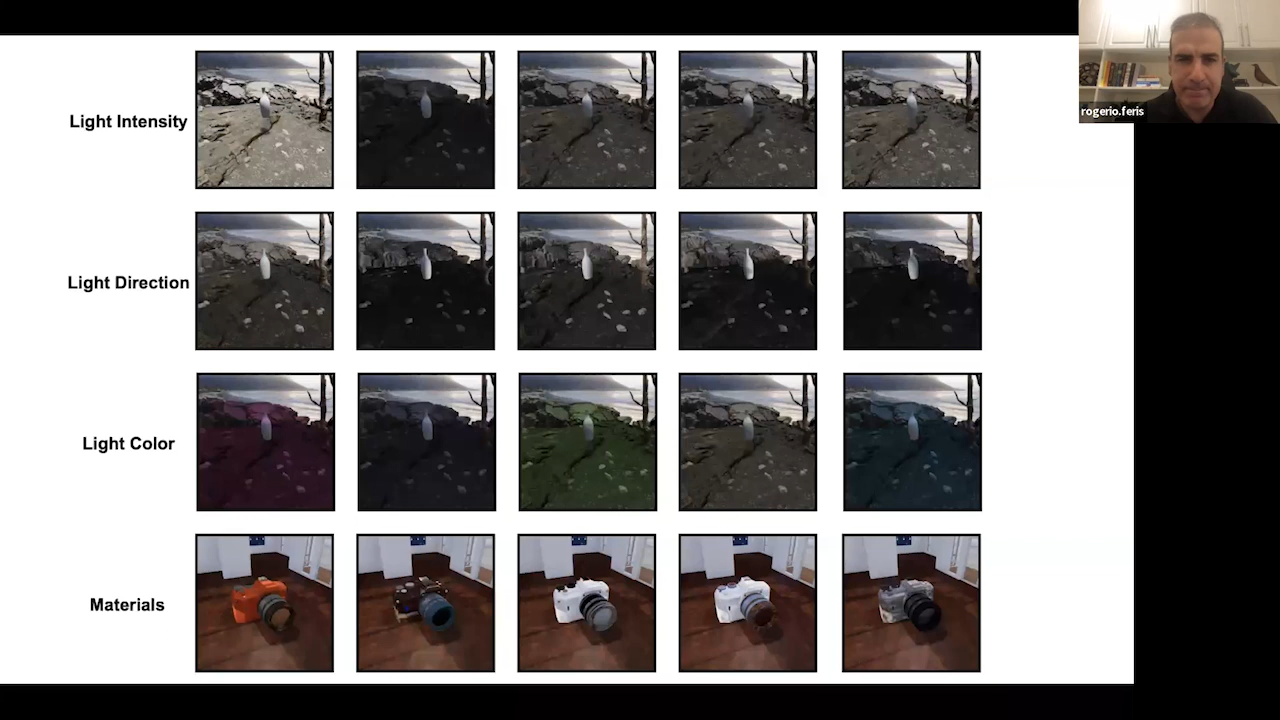 rogerio.feris
Light Intensity
Light Direction
Light Color
Materials